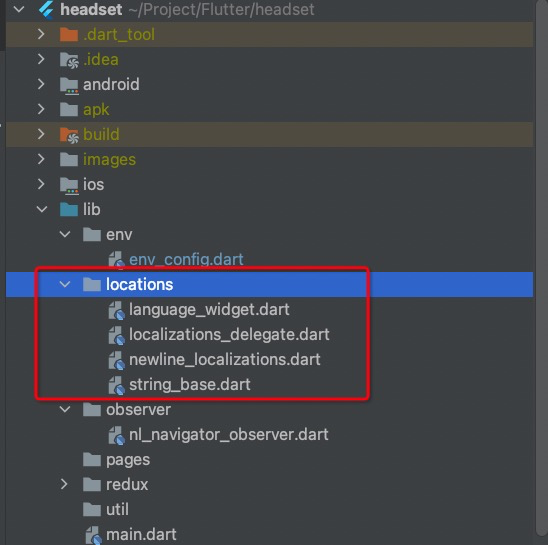 headset ~/Project/Flutter/headset
.dart_tool
.idea
android
apk
build
images
ios
lib
env
env_config.dart
locations
language_widget.dart
localizations_delegate.dart
newline_localizations.dart
string_base.dart
observer
nl_navigator_observer.dart
pages
redux
util
main.dart